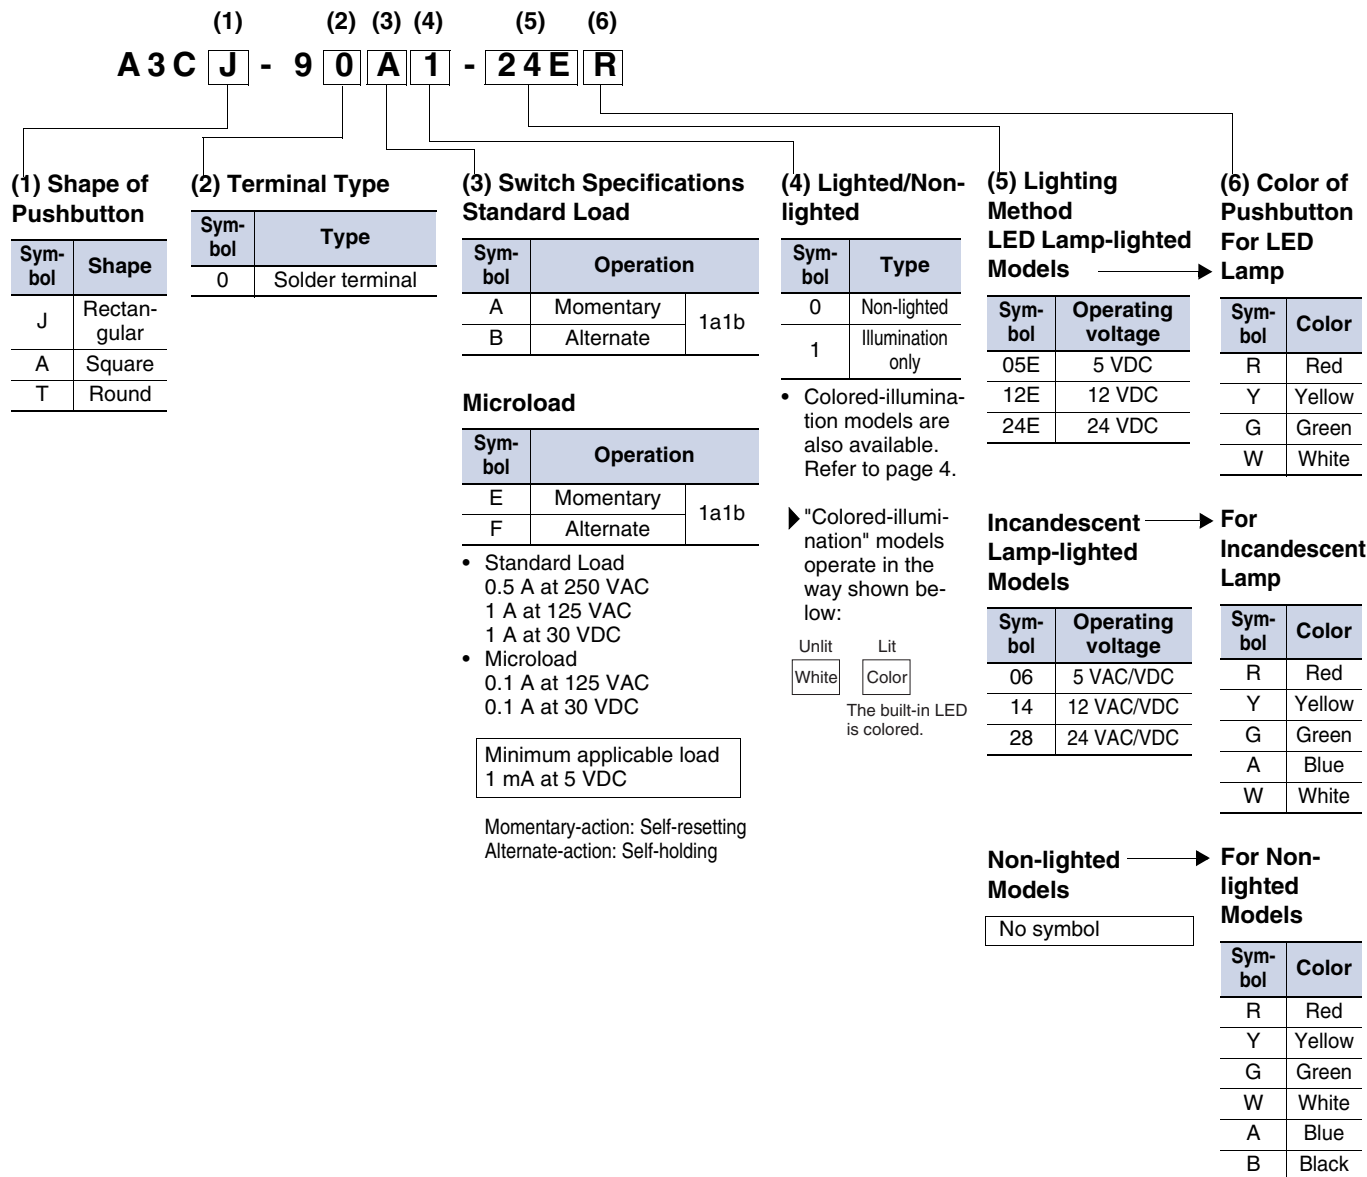 (1) (2) (3) (4) (5) (6)
A3C J - 9 0 A 1 - 24E R
(1) Shape of
Pushbutton
Sym-
bol Shape
J Rectan-
gular
A Square
T Round
(2) Terminal Type
Sym-
bol Type
0 Solder terminal
(3) Switch Specifications
Standard Load
Sym-
bol Operation
A Momentary 1a1b
B Alternate
Microload
Sym-
bol Operation
E Momentary 1a1b
F Alternate
• Standard Load
0.5 A at 250 VAC
1 A at 125 VAC
1 A at 30 VDC
• Microload
0.1 A at 125 VAC
0.1 A at 30 VDC
Minimum applicable load
1 mA at 5 VDC
Momentary-action: Self-resetting
Alternate-action: Self-holding
(4) Lighted/Non-
lighted
Sym-
bol Type
0 Non-lighted
1 Illumination
only
• Colored-illumina-
tion models are
also available.
Refer to page 4.
"Colored-illumi-
nation" models
operate in the
way shown be-
low:
Unlit Lit
White Color
The built-in LED
is colored.
(5) Lighting
Method
LED Lamp-lighted
Models
Sym-
bol Operating
voltage
05E 5 VDC
12E 12 VDC
24E 24 VDC
Incandescent
Lamp-lighted
Models
Sym-
bol Operating
voltage
06 5 VAC/VDC
14 12 VAC/VDC
28 24 VAC/VDC
Non-lighted
Models
No symbol
(6) Color of
Pushbutton
For LED
Lamp
Sym-
bol Color
R Red
Y Yellow
G Green
W White
For
Incandescent
Lamp
Sym-
bol Color
R Red
Y Yellow
G Green
A Blue
W White
For Non-
lighted
Models
Sym-
bol Color
R Red
Y Yellow
G Green
W White
A Blue
B Black